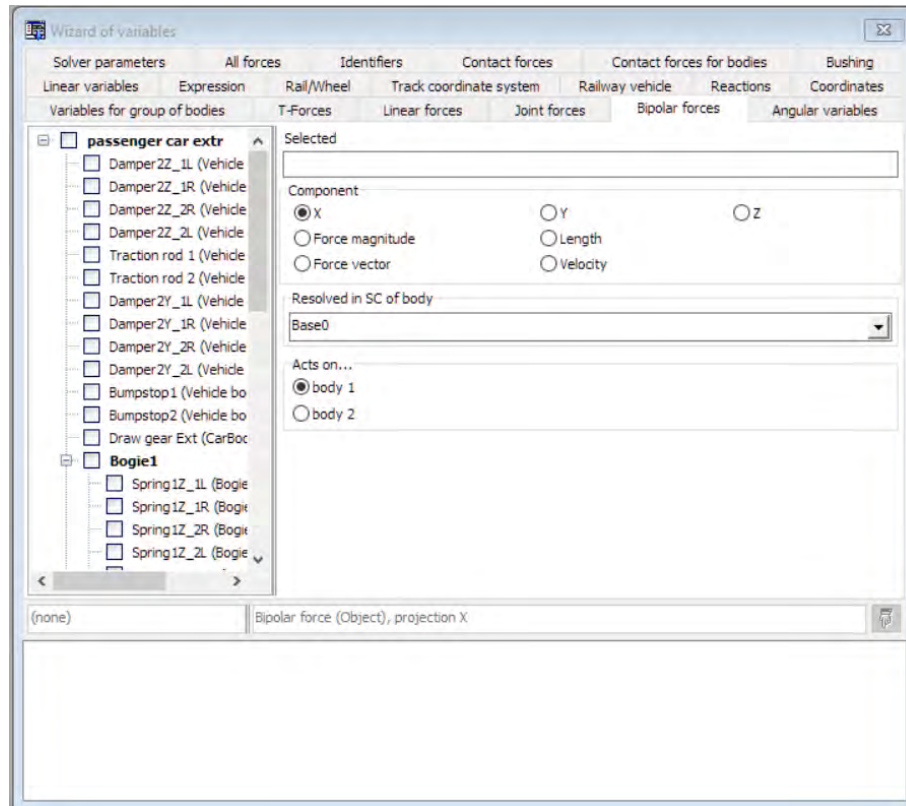 Wizard of variables
Solver parameters All forces Identifiers Contact forces Contact forces for bodies Bushing
Linear variables Expression Rail/Wheel Track coordinate system Railway vehicle Reactions Coordinates
Variables for group of bodies T-Forces Linear forces Joint forces Bipolar forces Angular variables
passenger car extr
Damper2Z_1L (Vehicle
Damper2Z_1R (Vehicle
Damper2Z_2R (Vehicle
Damper2Z_2L (Vehicle
Traction rod 1 (Vehicle
Traction rod 2 (Vehicle
Damper2Y_1L (Vehicle
Damper2Y_1R (Vehicle
Damper2Y_2R (Vehicle
Damper2Y_2L (Vehicle
Bumpstop1 (Vehicle bo
Bumpstop2 (Vehicle bo
Draw gear Ext (CarBoc
Bogie1
Spring1Z_1L (Bogie
Spring1Z_1R (Bogie
Spring1Z_2R (Bogie
Spring1Z_2L (Bogie
Selected
Component
X Y Z
Force magnitude Length
Force vector Velocity
Resolved in SC of body
Base0
Acts on...
body 1
body 2
(none) Bipolar force (Object), projection X